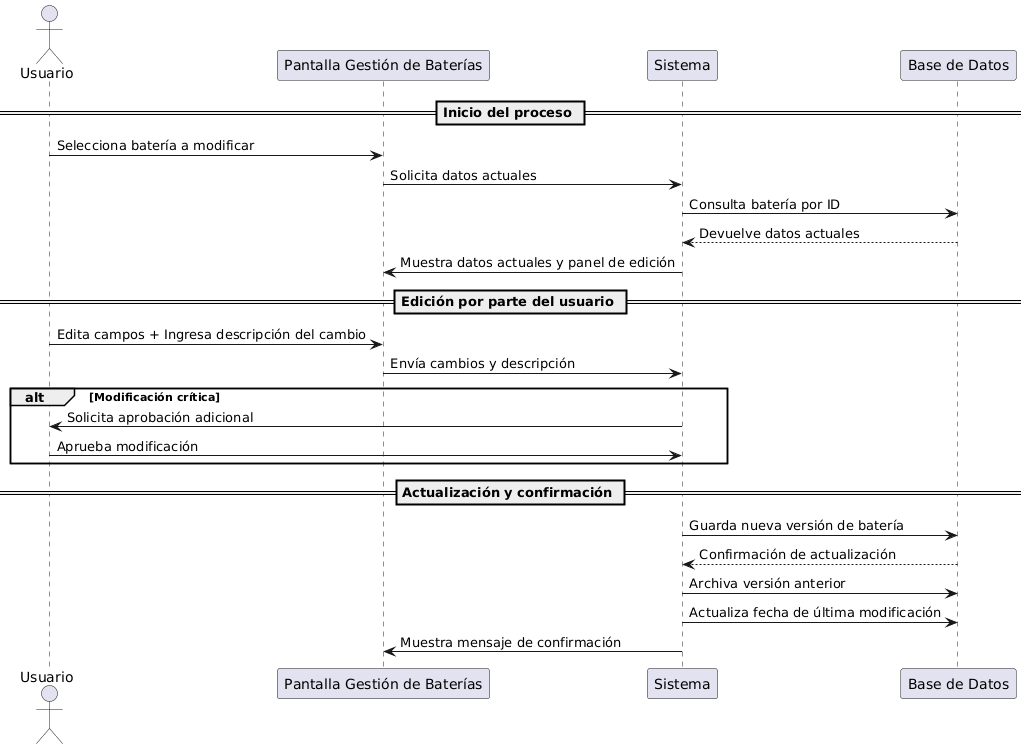 Usuario
Pantalla Gestión de Baterías
Sistema
Base de Datos
Inicio del proceso
Selecciona batería a modificar
Solicita datos actuales
Consulta batería por ID
Devuelve datos actuales
Muestra datos actuales y panel de edición
Edición por parte del usuario
Edita campos + Ingresa descripción del cambio
Envía cambios y descripción
alt [Modificación crítica]
Solicita aprobación adicional
Aprueba modificación
Actualización y confirmación
Guarda nueva versión de batería
Confirmación de actualización
Archiva versión anterior
Actualiza fecha de última modificación
Muestra mensaje de confirmación
Usuario
Pantalla Gestión de Baterías
Sistema
Base de Datos